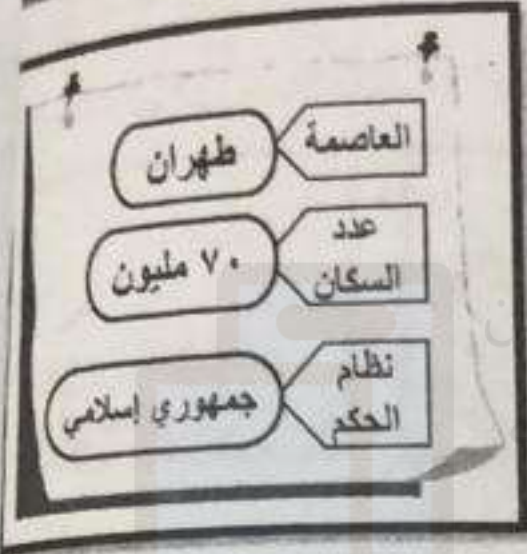 العاصمة
طهران
عدد
السكان
٧٠ مليون
نظام
الحكم
جمهوري إسلامي